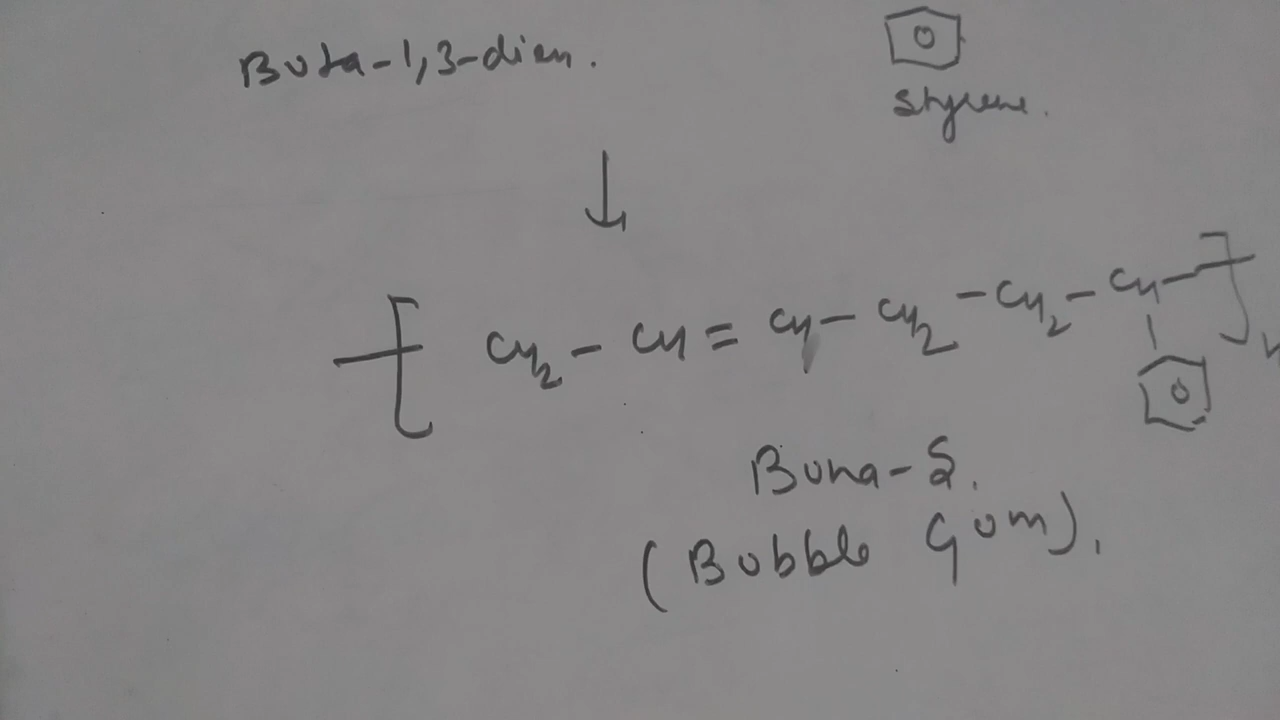 Buta-1,3-dien.
Styrene.
CH2 - CH = CH - CH2 - CH2 - CH - n
Buna-S.
(Bubble Gum).